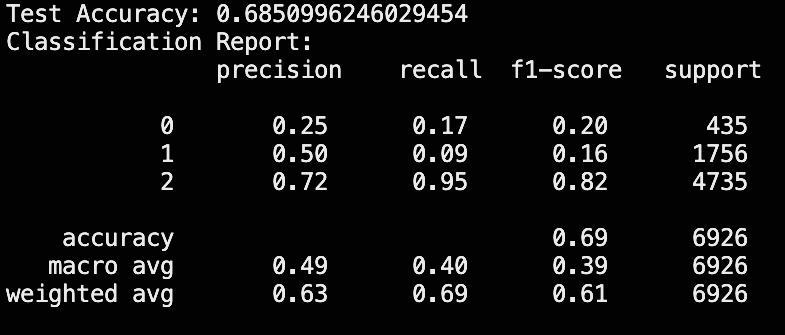 Test Accuracy: 0.6850996246029454
Classification Report:
precision recall f1-score support
0 0.25 0.17 0.20 435
1 0.50 0.09 0.16 1756
2 0.72 0.95 0.82 4735
accuracy 0.69 6926
macro avg 0.49 0.40 0.39 6926
weighted avg 0.63 0.69 0.61 6926